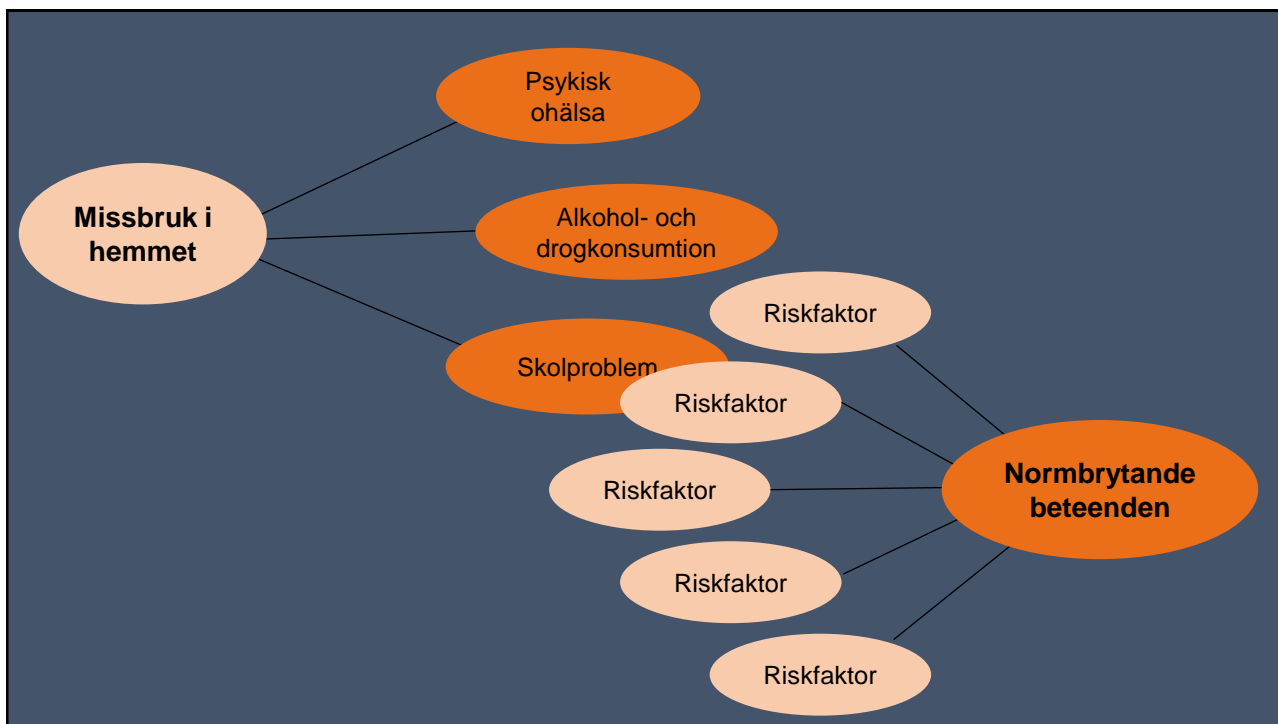 Psykisk
ohälsa
Missbruk i
hemmet
Alkohol- och
drogkonsumtion
Skolproblem
Riskfaktor
Riskfaktor
Riskfaktor
Riskfaktor
Riskfaktor
Normbrytande
beteenden